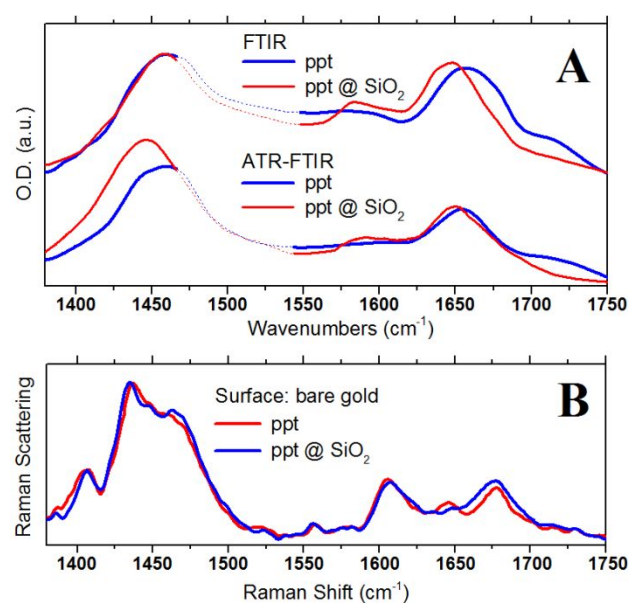 FTIR
ppt
ppt @ SiO₂
A
ATR-FTIR
ppt
ppt @ SiO₂
O.D. (a.u.)
1400 1450 1500 1550 1600 1650 1700 1750
Wavenumbers (cm⁻¹)
Surface: bare gold
ppt
ppt @ SiO₂
B
Raman Scattering
1400 1450 1500 1550 1600 1650 1700 1750
Raman Shift (cm⁻¹)